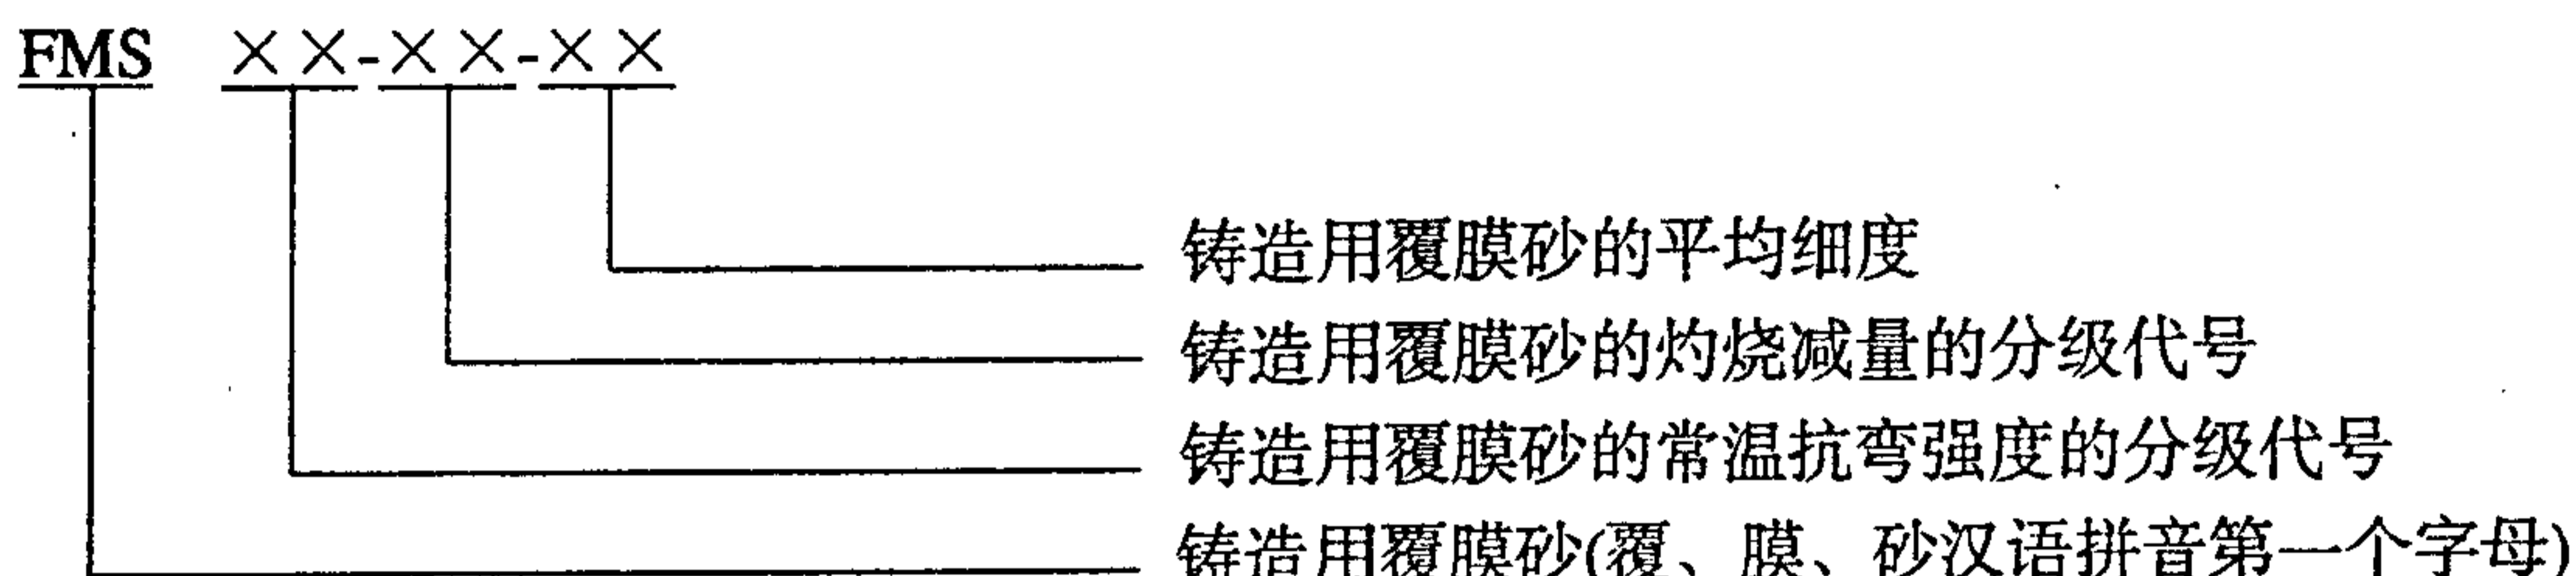 FMS ××-××-××
铸造用覆膜砂的平均细度
铸造用覆膜砂的灼烧减量的分级代号
铸造用覆膜砂的常温抗弯强度的分级代号
铸造用覆膜砂(覆、膜、砂汉语拼音第一个字母)